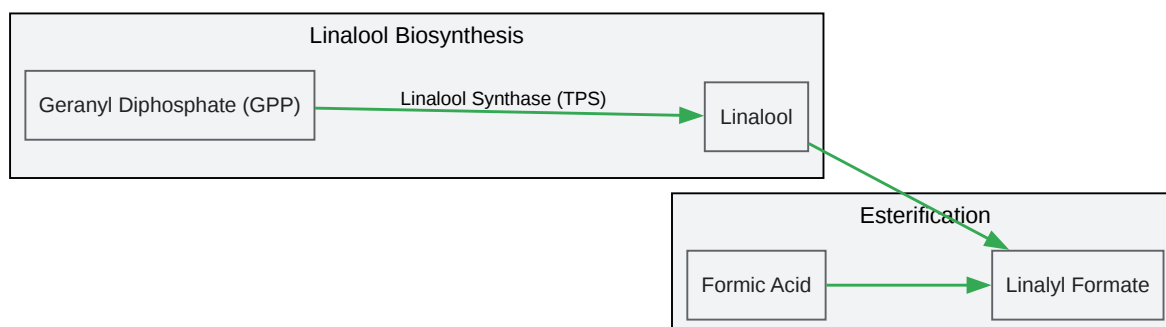 Linalool Biosynthesis
Geranyl Diphosphate (GPP)
Linalool Synthase (TPS)
Linalool
Esterification
Formic Acid
Linalyl Formate